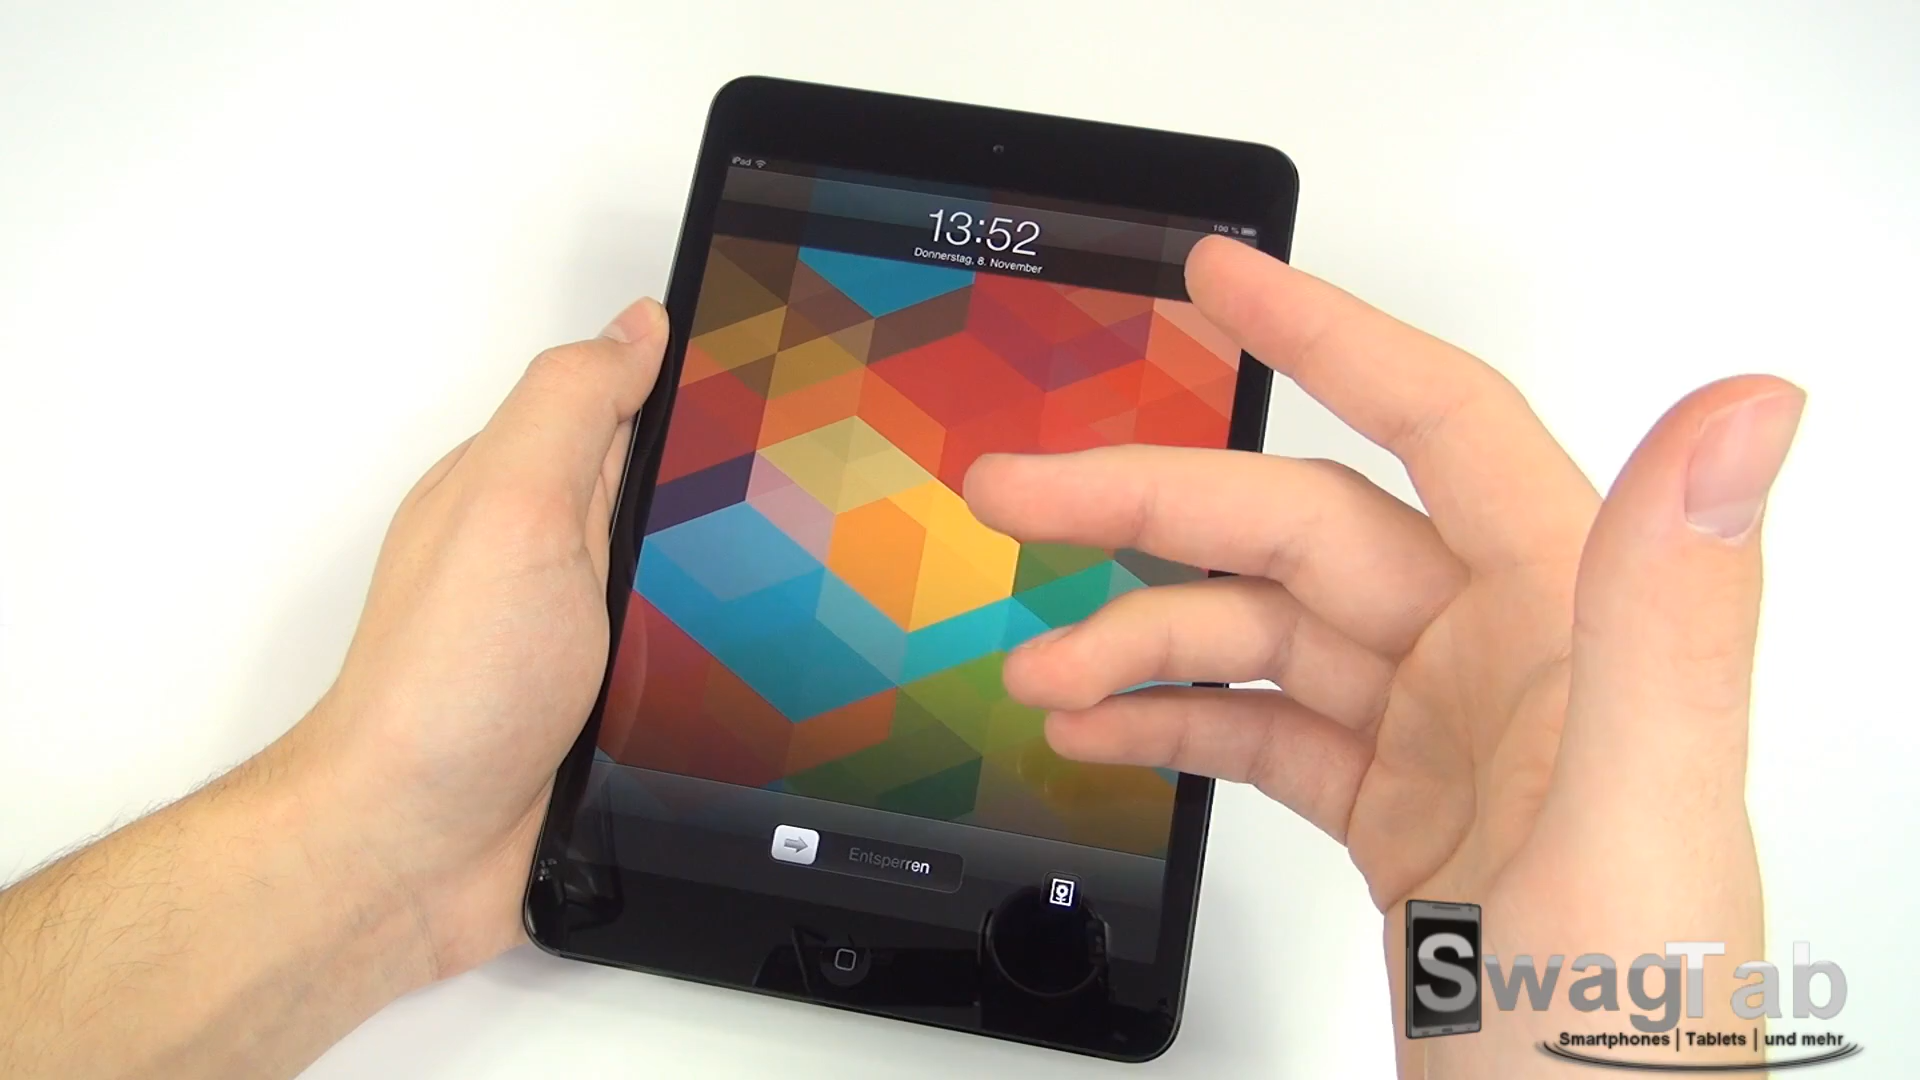 iPad
100 %
13:52
Donnerstag, 8. November
Entsperren
SwagTab
Smartphones | Tablets | und mehr